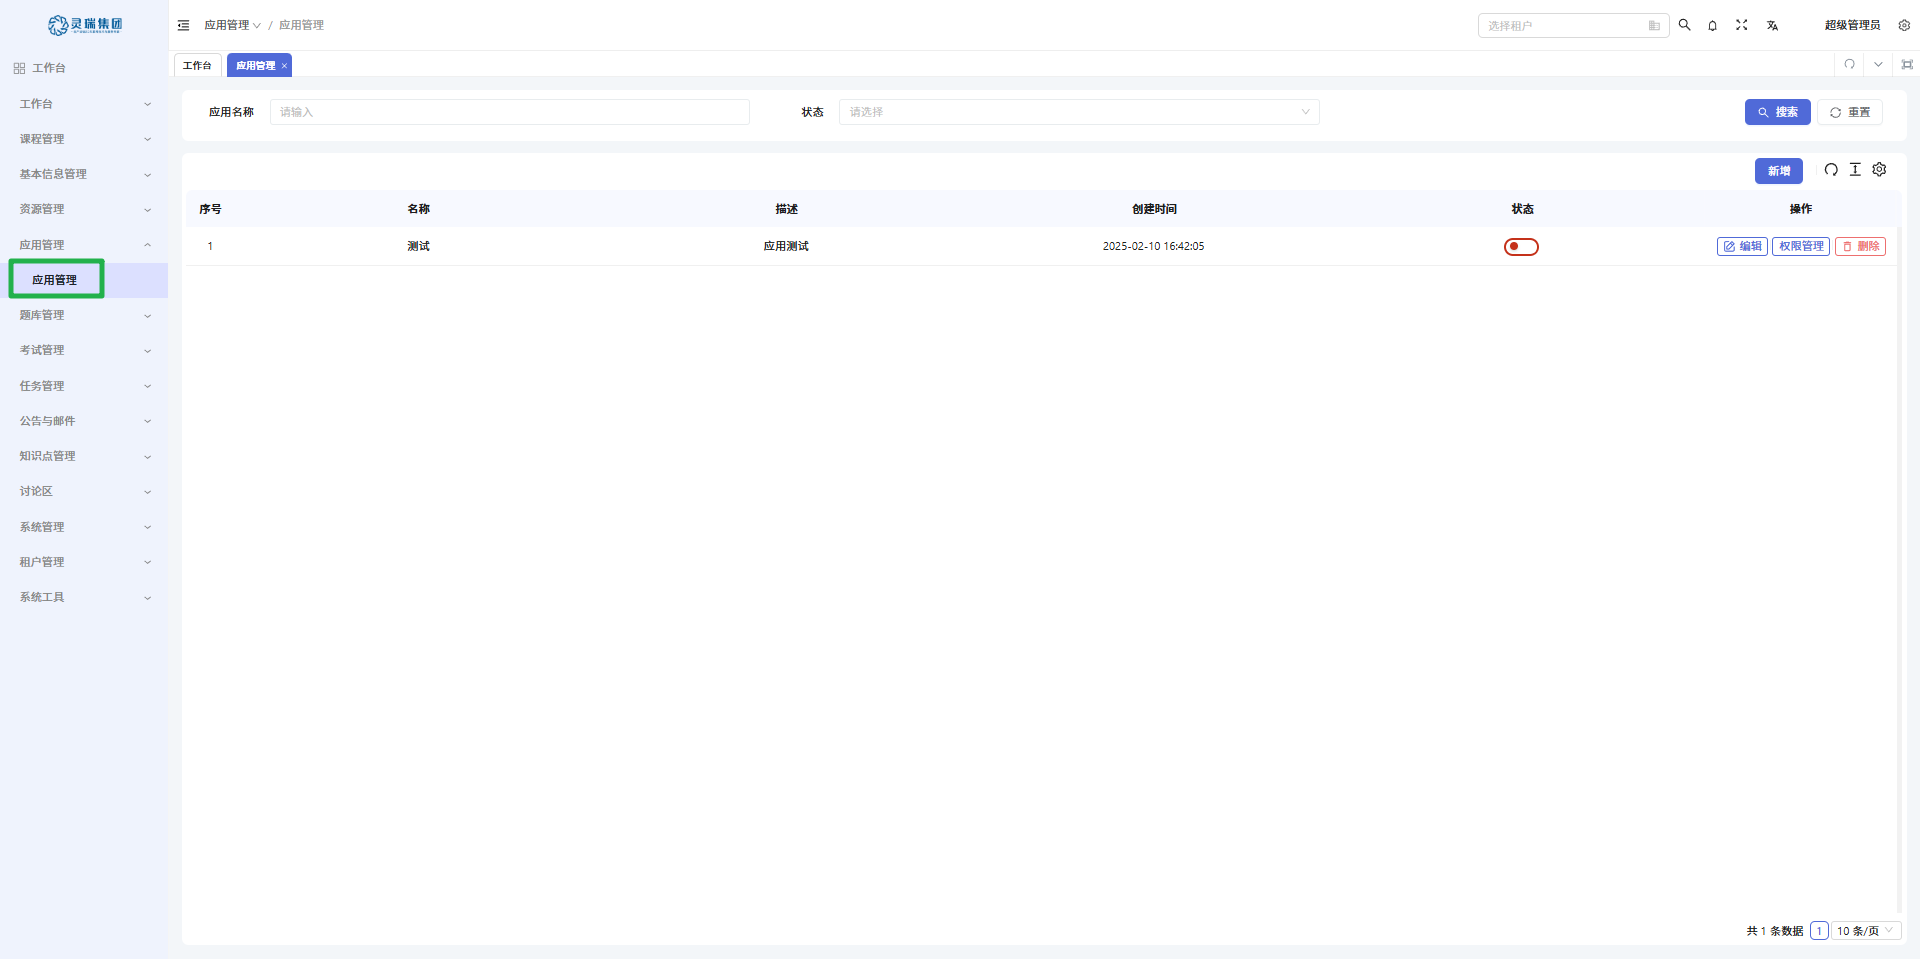 灵瑞集团
应用管理 / 应用管理
选择租户
超级管理员
工作台
工作台
应用管理 ×
工作台
课程管理
基本信息管理
资源管理
应用管理
应用管理
题库管理
考试管理
任务管理
公告与邮件
知识点管理
讨论区
系统管理
租户管理
系统工具
应用名称 请输入 状态 请选择 搜索 重置
新增
序号 名称 描述 创建时间 状态 操作
1 测试 应用测试 2025-02-10 16:42:05 编辑 权限管理 删除
共 1 条数据 1 10 条/页